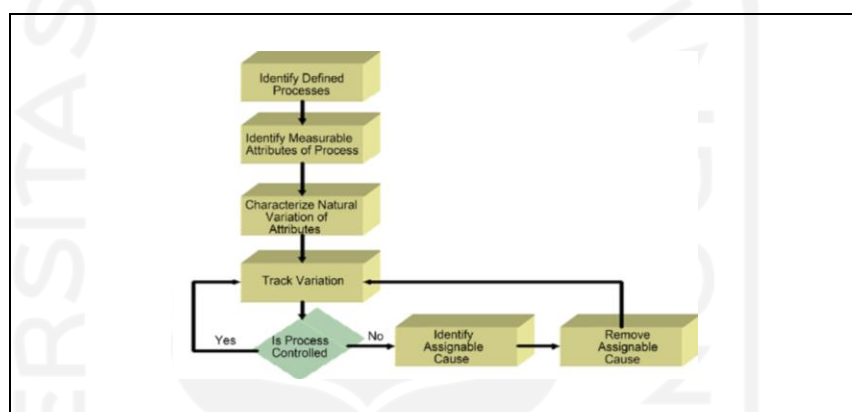 Identify Defined
Processes
Identify Measurable
Attributes of Process
Characterize Natural
Variation of
Attributes
Track Variation
Yes
Is Process
Controlled
No
Identify
Assignable
Cause
Remove
Assignable
Cause
ERSITAS